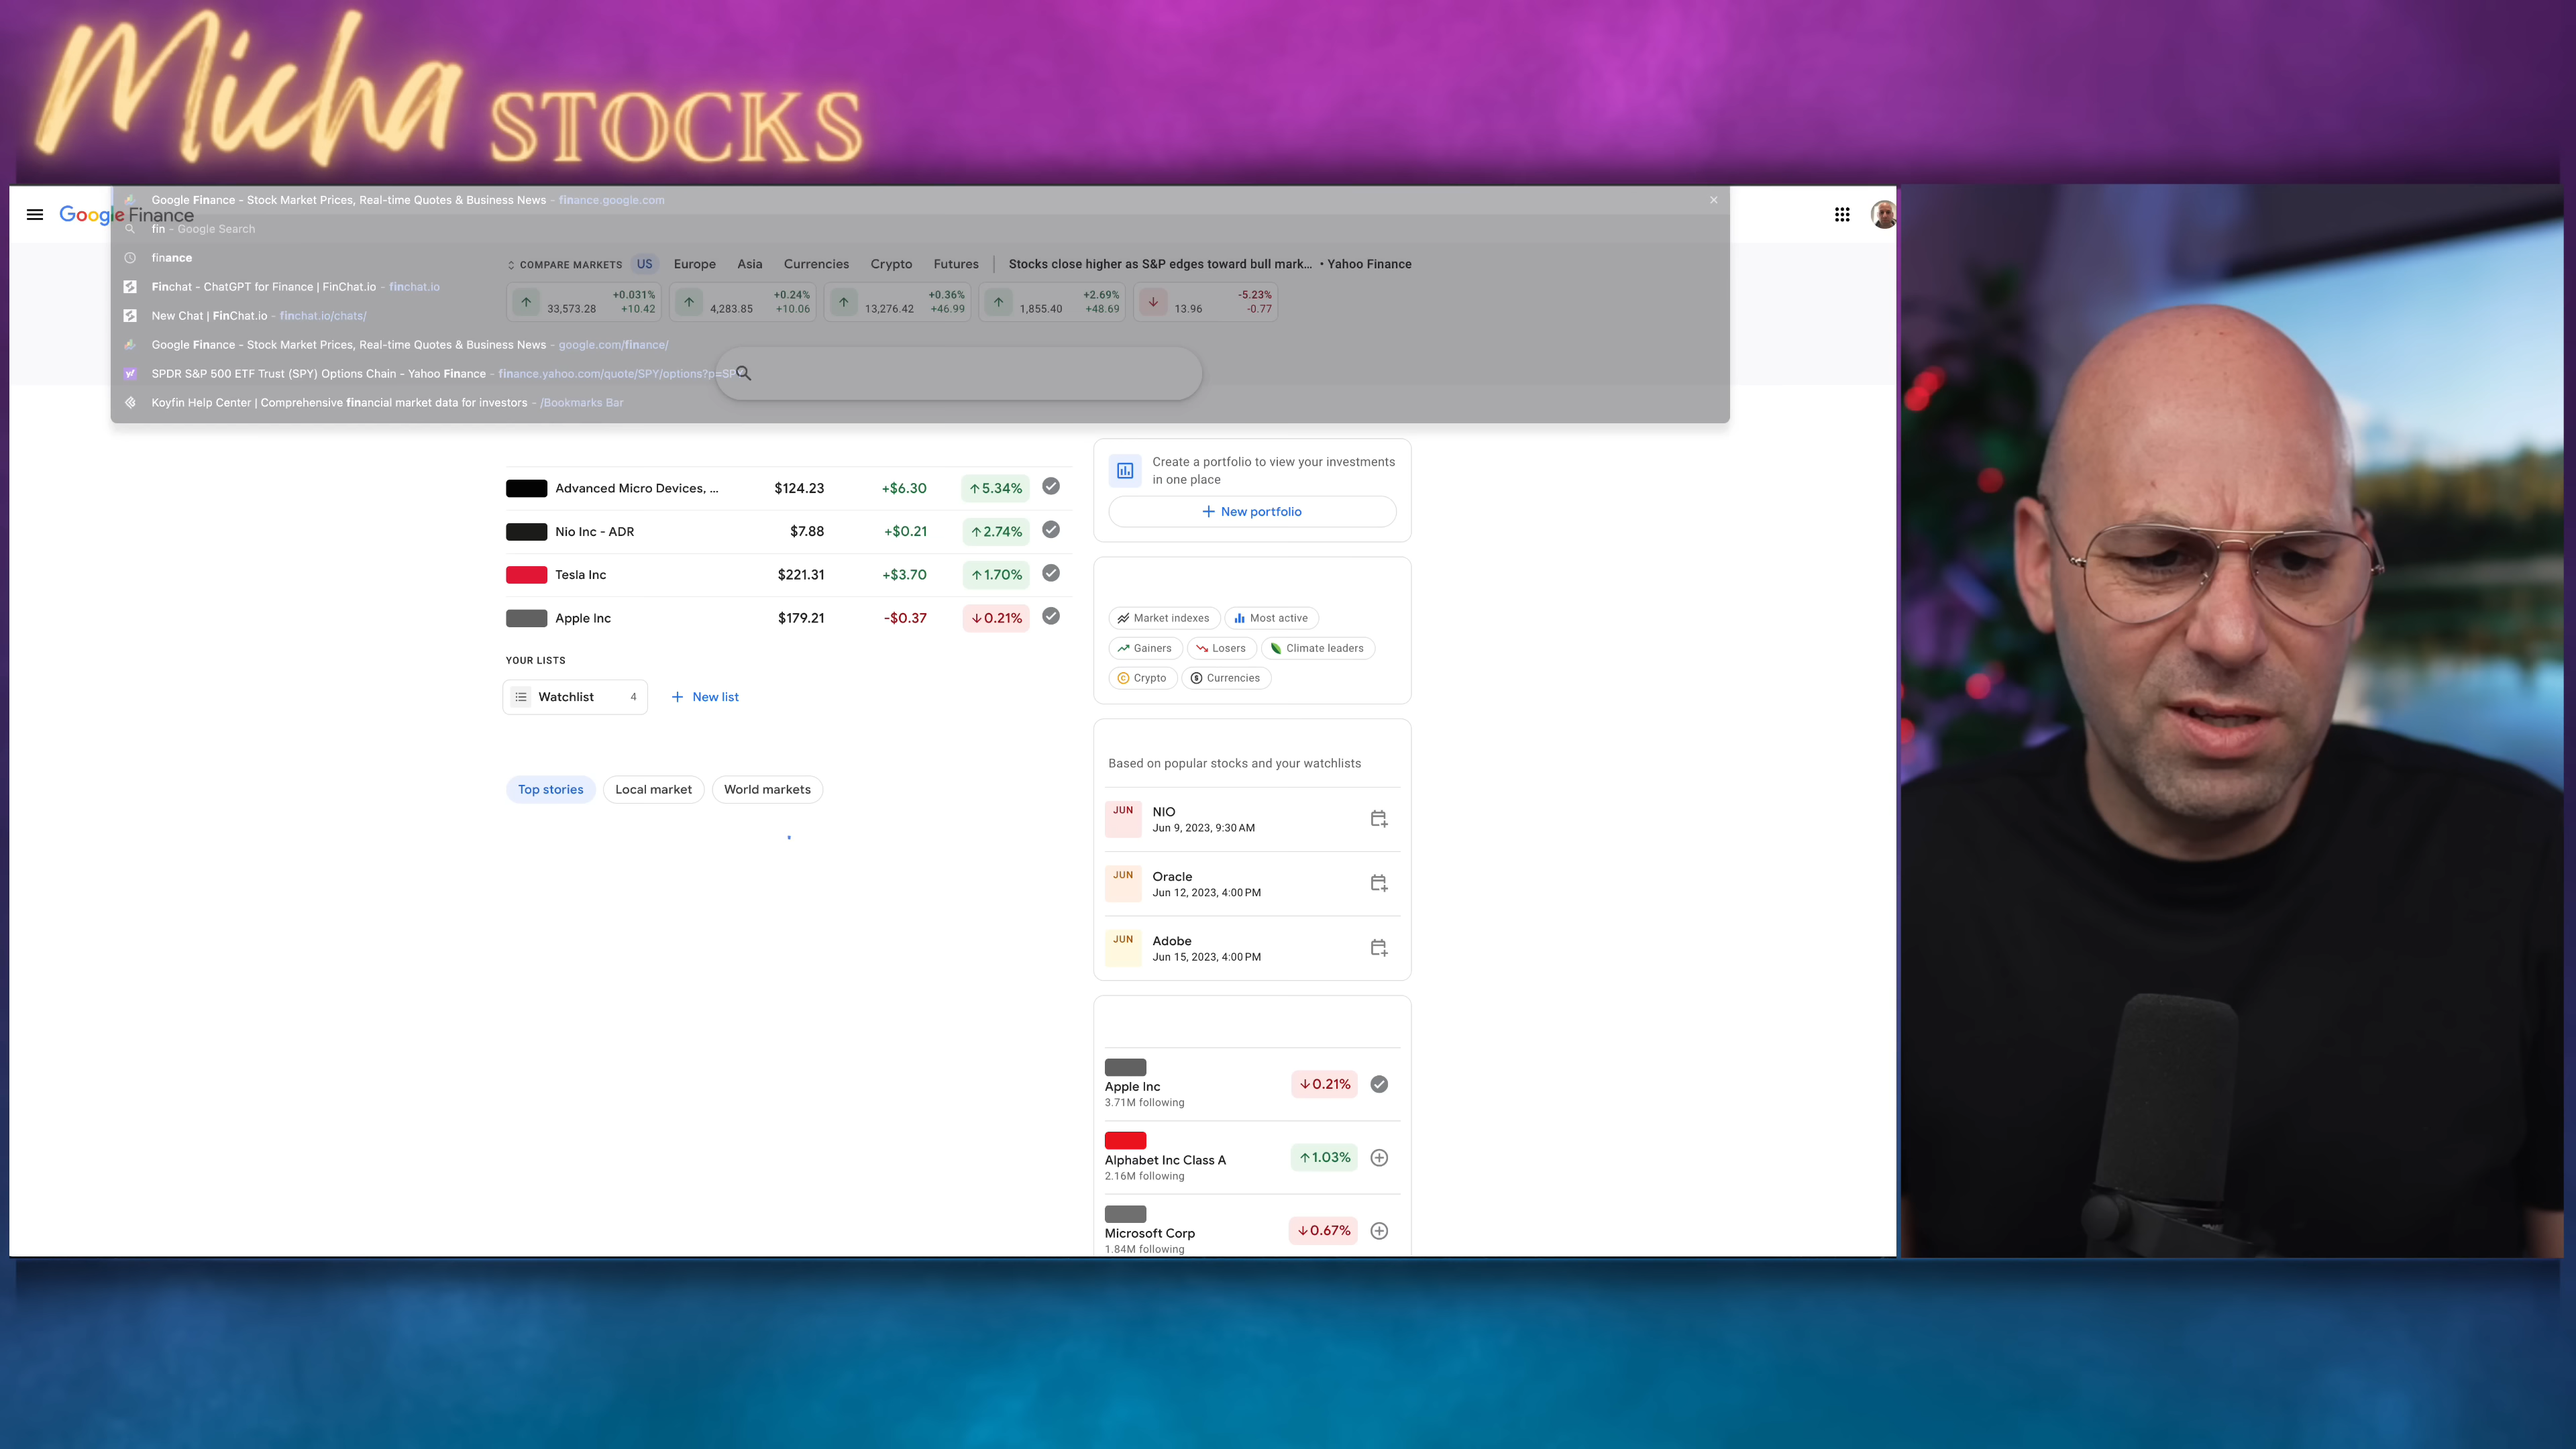 Micha STOCKS
Google Finance - Stock Market Prices, Real-time Quotes & Business News - finance.google.com
Google Finance
fin - Google Search
finance
Finchat - ChatGPT for Finance | FinChat.io - finchat.io
New Chat | FinChat.io - finchat.io/chats/
Google Finance - Stock Market Prices, Real-time Quotes & Business News - google.com/finance/
SPDR S&P 500 ETF Trust (SPY) Options Chain - Yahoo Finance - finance.yahoo.com/quote/SPY/options?p=SPY
Koyfin Help Center | Comprehensive financial market data for investors - /Bookmarks Bar
COMPARE MARKETS US Europe Asia Currencies Crypto Futures Stocks close higher as S&P edges toward bull mark... • Yahoo Finance
+0.031% +0.24% +0.36% +2.69% -5.23%
33,573.28 +10.42 4,283.85 +10.06 13,276.42 +46.99 1,855.40 +48.69 13.96 -0.77
Advanced Micro Devices, ... $124.23 +$6.30 ↑5.34%
Nio Inc - ADR $7.88 +$0.21 ↑2.74%
Tesla Inc $221.31 +$3.70 ↑1.70%
Apple Inc $179.21 -$0.37 ↓0.21%
YOUR LISTS
Watchlist 4 + New list
Top stories Local market World markets
Create a portfolio to view your investments
in one place
+ New portfolio
Market indexes Most active
Gainers Losers Climate leaders
Crypto Currencies
Based on popular stocks and your watchlists
JUN NIO
Jun 9, 2023, 9:30 AM
JUN Oracle
Jun 12, 2023, 4:00 PM
JUN Adobe
Jun 15, 2023, 4:00 PM
Apple Inc ↓0.21%
3.71M following
Alphabet Inc Class A ↑1.03%
2.16M following
Microsoft Corp ↓0.67%
1.84M following